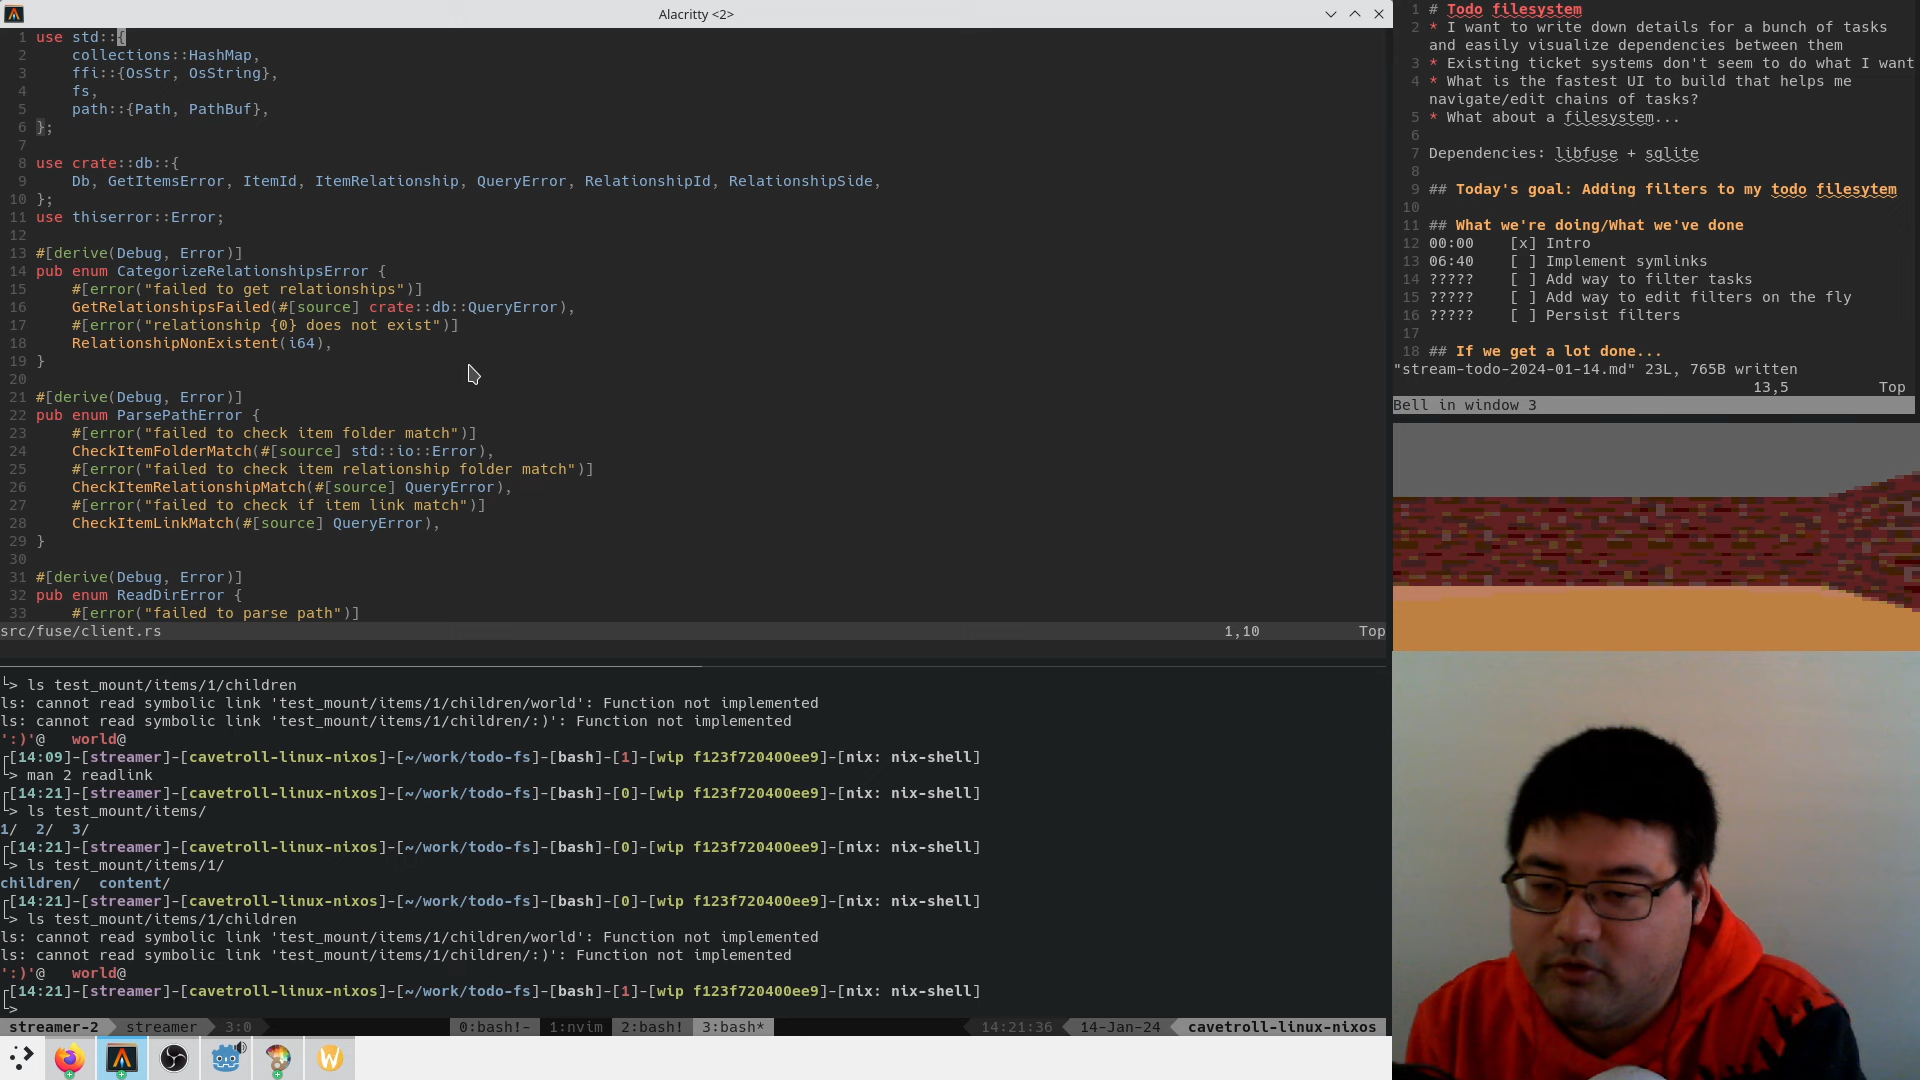 Alacritty <2>
1 use std::{
2 collections::HashMap,
3 ffi::{OsStr, OsString},
4 fs,
5 path::{Path, PathBuf},
6 };
7
8 use crate::db::{
9 Db, GetItemsError, ItemId, ItemRelationship, QueryError, RelationshipId, RelationshipSide,
10 };
11 use thiserror::Error;
12
13 #[derive(Debug, Error)]
14 pub enum CategorizeRelationshipsError {
15 #[error("failed to get relationships")]
16 GetRelationshipsFailed(#[source] crate::db::QueryError),
17 #[error("relationship {0} does not exist")]
18 RelationshipNonExistent(i64),
19 }
20
21 #[derive(Debug, Error)]
22 pub enum ParsePathError {
23 #[error("failed to check item folder match")]
24 CheckItemFolderMatch(#[source] std::io::Error),
25 #[error("failed to check item relationship folder match")]
26 CheckItemRelationshipMatch(#[source] QueryError),
27 #[error("failed to check if item link match")]
28 CheckItemLinkMatch(#[source] QueryError),
29 }
30
31 #[derive(Debug, Error)]
32 pub enum ReadDirError {
33 #[error("failed to parse path")]
src/fuse/client.rs 1,10 Top
└> ls test_mount/items/1/children
ls: cannot read symbolic link 'test_mount/items/1/children/world': Function not implemented
ls: cannot read symbolic link 'test_mount/items/1/children/:)': Function not implemented
':)'@ world@
┌[14:09]-[streamer]-[cavetroll-linux-nixos]-[~/work/todo-fs]-[bash]-[1]-[wip f123f720400ee9]-[nix: nix-shell]
└> man 2 readlink
┌[14:21]-[streamer]-[cavetroll-linux-nixos]-[~/work/todo-fs]-[bash]-[0]-[wip f123f720400ee9]-[nix: nix-shell]
└> ls test_mount/items/
1/ 2/ 3/
┌[14:21]-[streamer]-[cavetroll-linux-nixos]-[~/work/todo-fs]-[bash]-[0]-[wip f123f720400ee9]-[nix: nix-shell]
└> ls test_mount/items/1/
children/ content/
┌[14:21]-[streamer]-[cavetroll-linux-nixos]-[~/work/todo-fs]-[bash]-[0]-[wip f123f720400ee9]-[nix: nix-shell]
└> ls test_mount/items/1/children
ls: cannot read symbolic link 'test_mount/items/1/children/world': Function not implemented
ls: cannot read symbolic link 'test_mount/items/1/children/:)': Function not implemented
':)'@ world@
┌[14:21]-[streamer]-[cavetroll-linux-nixos]-[~/work/todo-fs]-[bash]-[1]-[wip f123f720400ee9]-[nix: nix-shell]
└>
streamer-2 streamer 3:0 0:bash!- 1:nvim 2:bash! 3:bash* 14:21:36 14-Jan-24 cavetroll-linux-nixos
1 # Todo filesystem
2 * I want to write down details for a bunch of tasks
and easily visualize dependencies between them
3 * Existing ticket systems don't seem to do what I want
4 * What is the fastest UI to build that helps me
navigate/edit chains of tasks?
5 * What about a filesystem...
6
7 Dependencies: libfuse + sqlite
8
9 ## Today's goal: Adding filters to my todo filesytem
10
11 ## What we're doing/What we've done
12 00:00 [x] Intro
13 06:40 [ ] Implement symlinks
14 ????? [ ] Add way to filter tasks
15 ????? [ ] Add way to edit filters on the fly
16 ????? [ ] Persist filters
17
18 ## If we get a lot done...
"stream-todo-2024-01-14.md" 23L, 765B written
13,5 Top
Bell in window 3